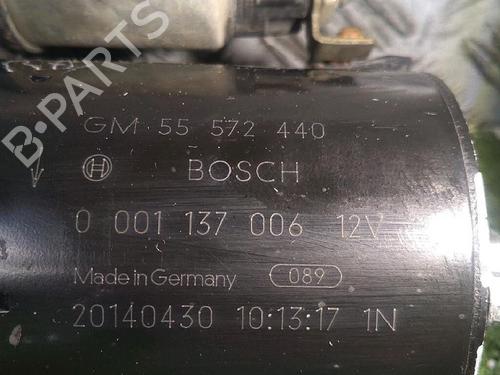 B-PARTS
GM 55 572 440
BOSCH
0 001 137 006 12V
Made in Germany 089
20140430 10:13:17 1N